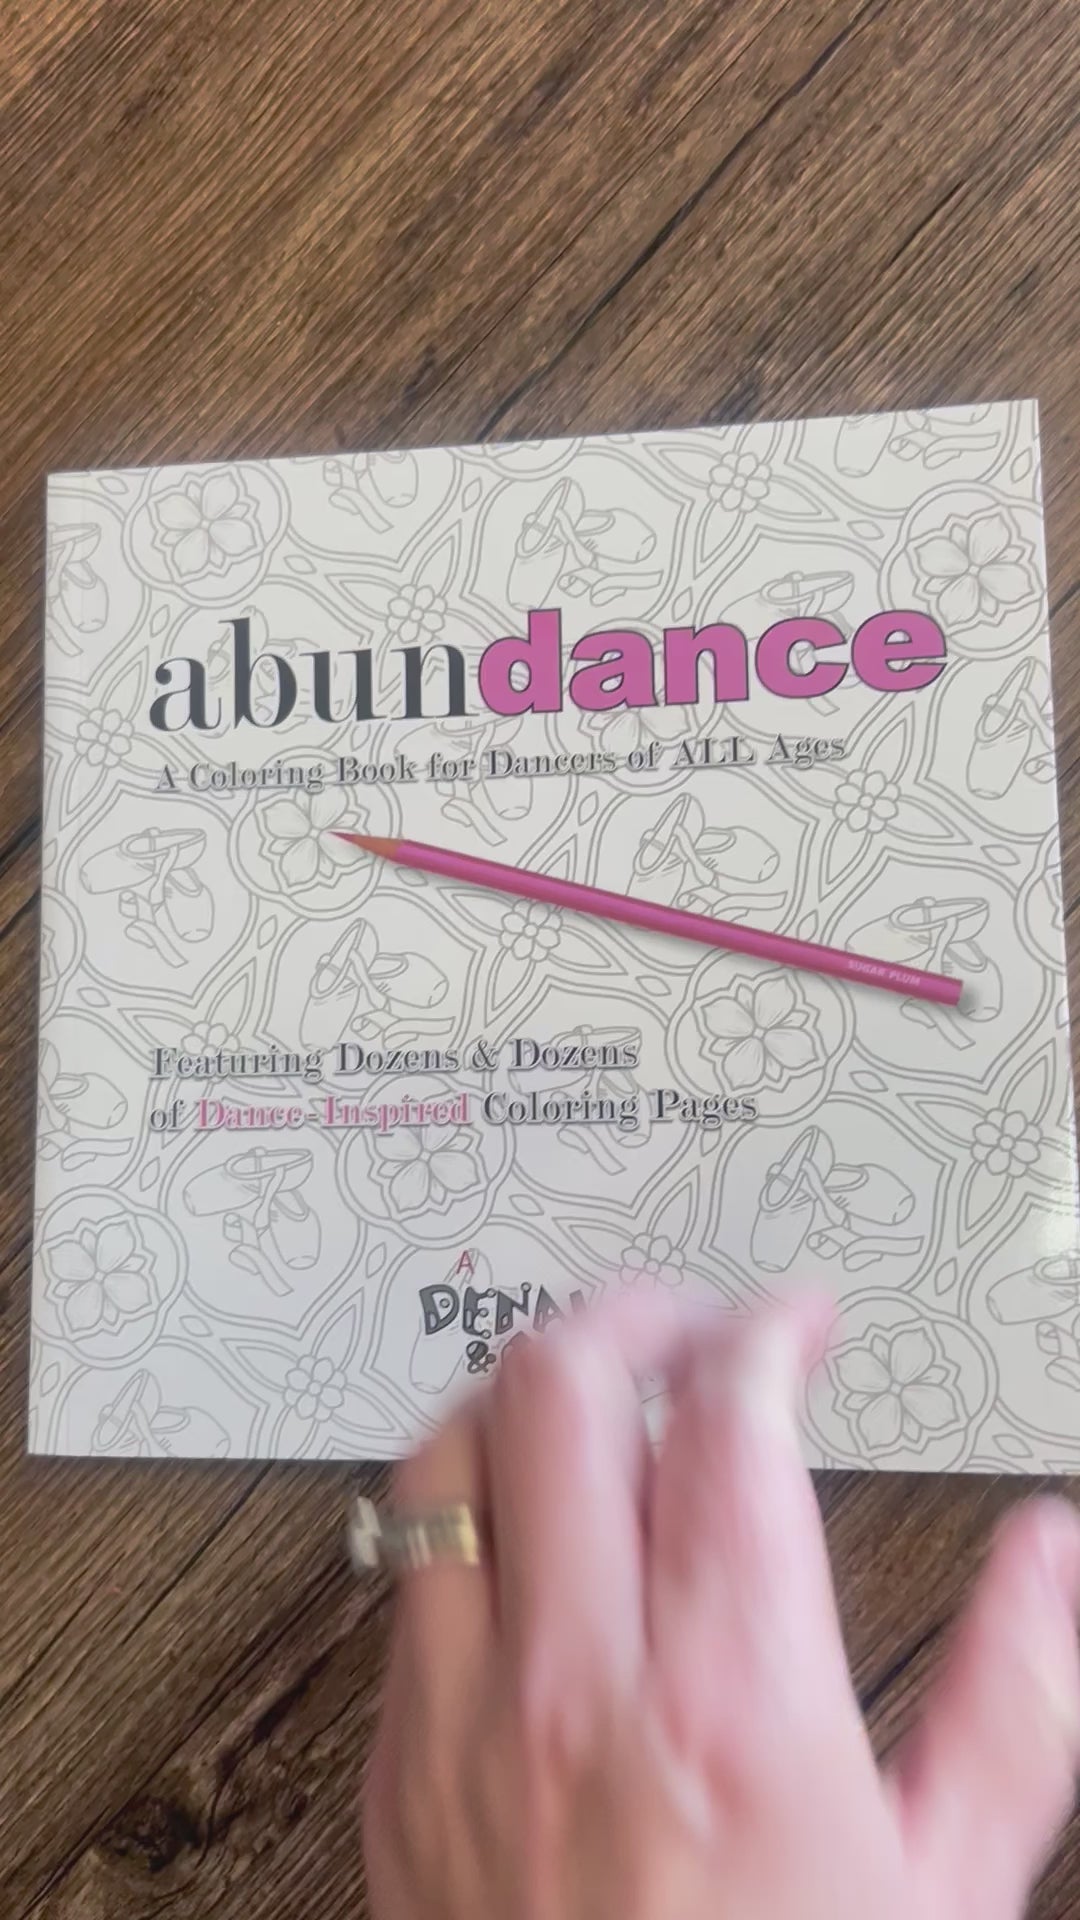 abundance
A Coloring Book for Dancers of ALL Ages
SUGAR PLUM
Featuring Dozens & Dozens
of Dance-Inspired Coloring Pages
A
&